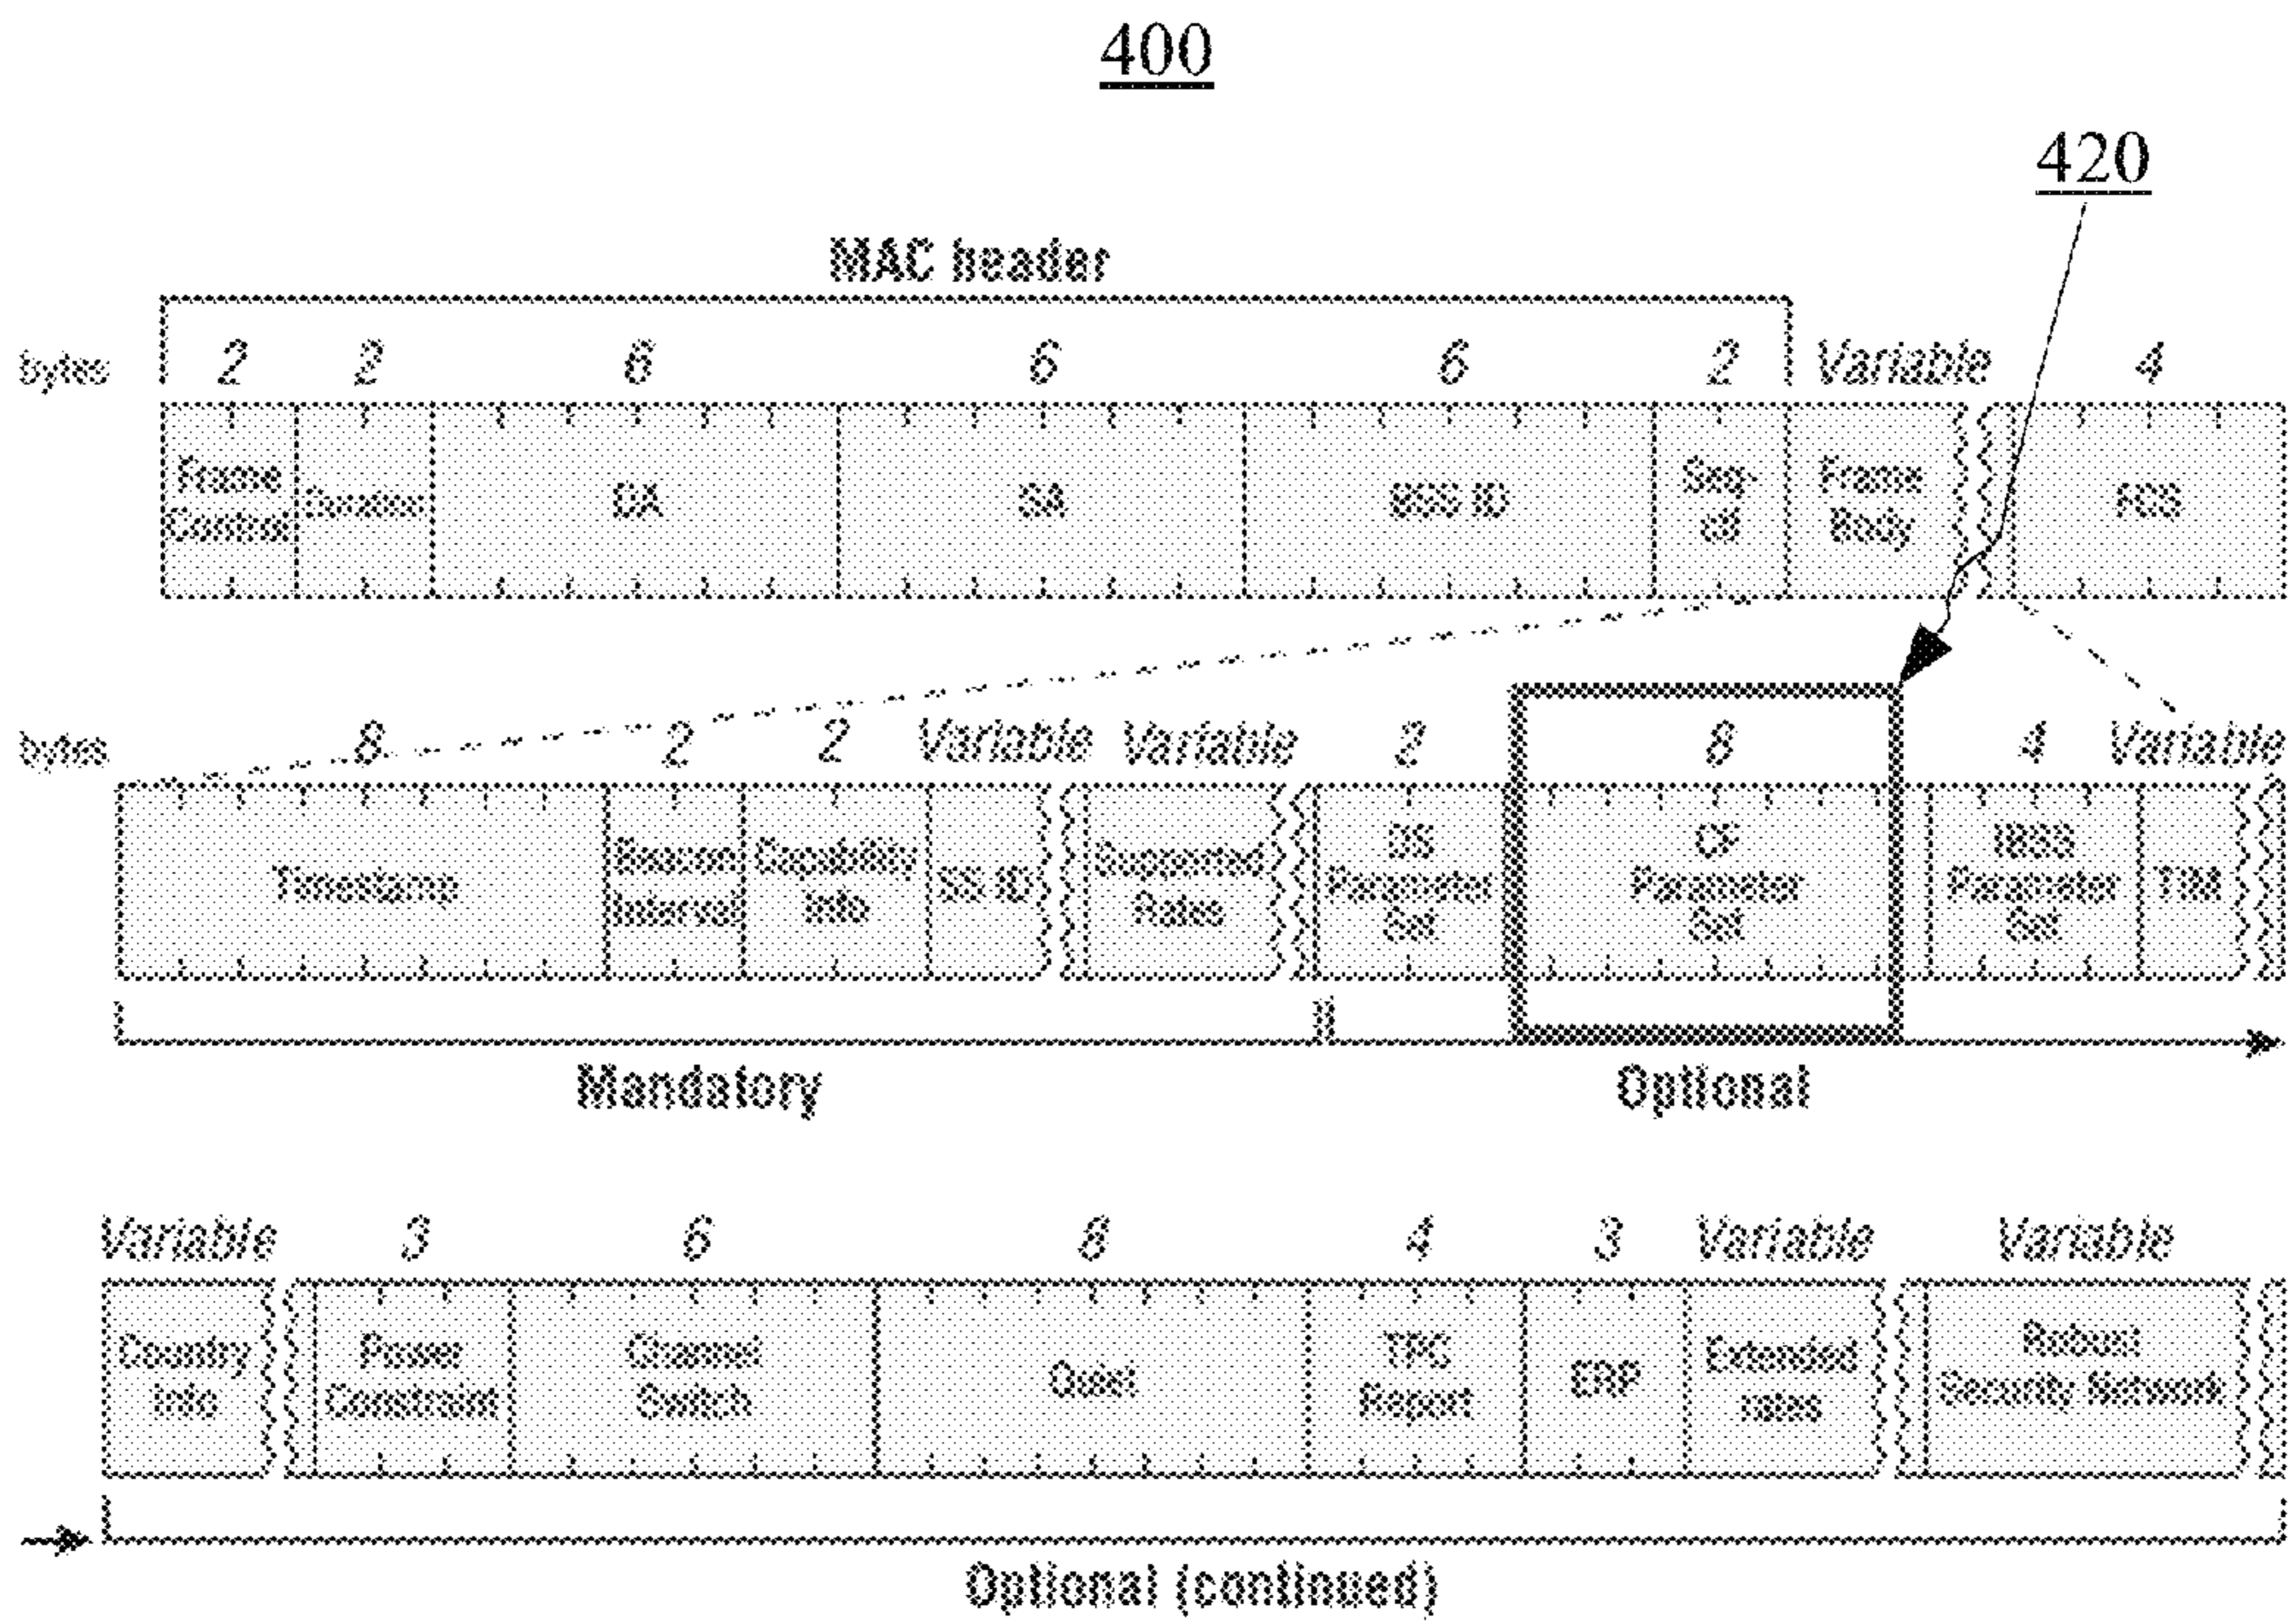 400
420
MAC header
bytes 2 2 6 6 6 2 Variable 4
Frame Control Duration DA SA BSS ID Seq-ctl Frame Body FCS
bytes 8 2 2 Variable Variable 2 8 4 Variable
Timestamp Beacon Interval Capability Info SS ID Supported Rates DS Parameter Set CF Parameter Set IBSS Parameter Set TIM
Mandatory Optional
Variable 3 6 8 4 3 Variable Variable
Country Info Power Constraint Channel Switch Quiet TPC Report ERP Extended rates Robust Security Network
Optional (continued)